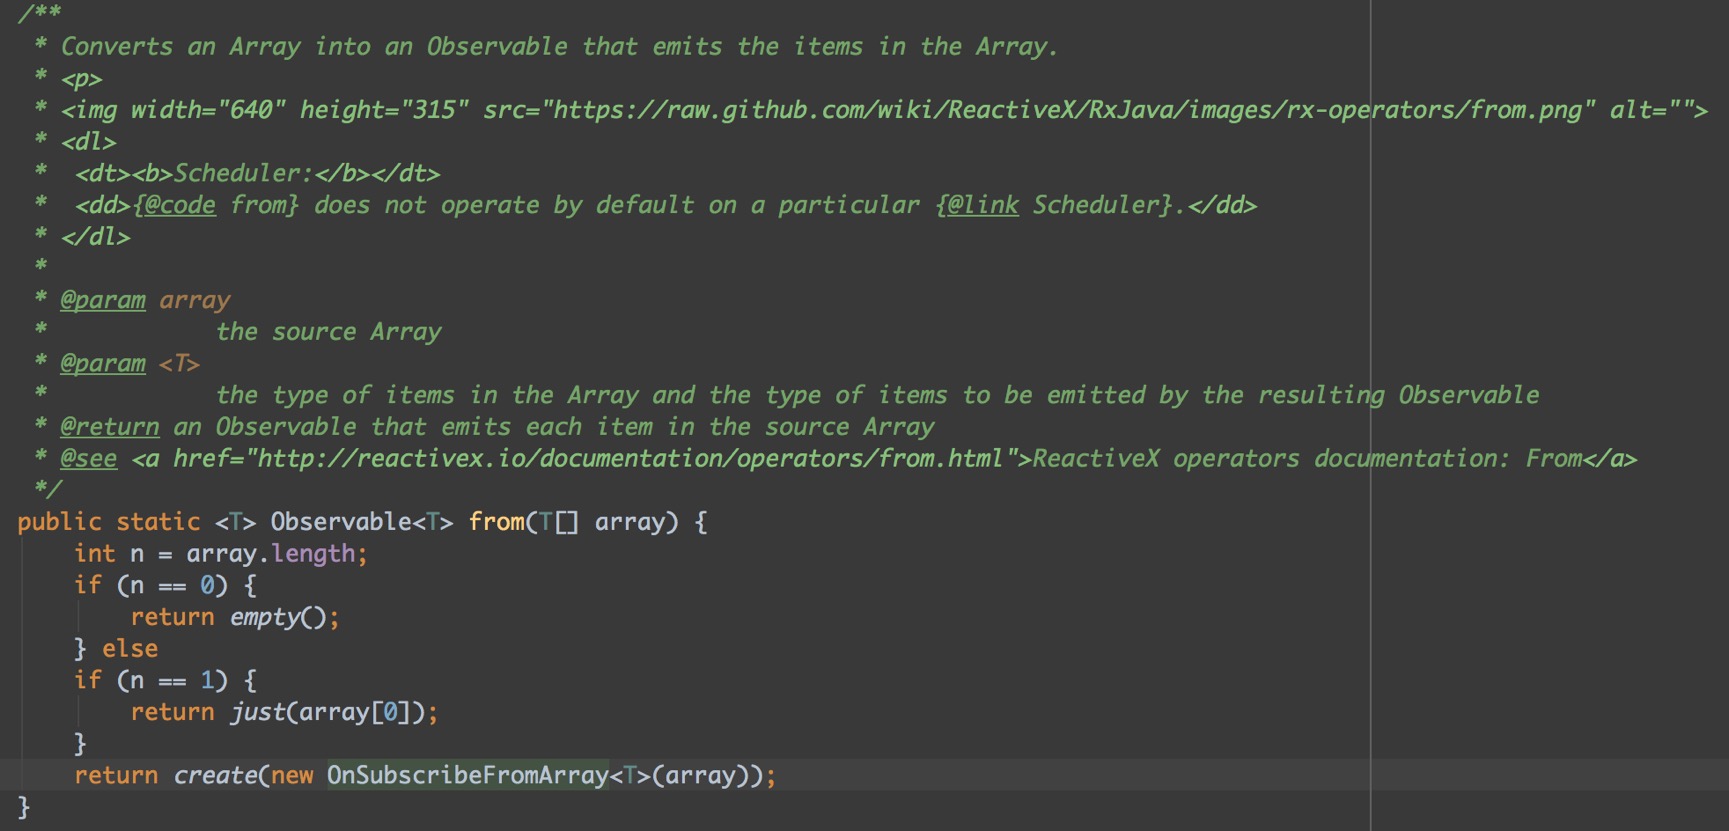 /**
 * Converts an Array into an Observable that emits the items in the Array.
 * <p>
 * <img width="640" height="315" src="https://raw.github.com/wiki/ReactiveX/RxJava/images/rx-operators/from.png" alt="">
 * <dl>
 *  <dt><b>Scheduler:</b></dt>
 *  <dd>{@code from} does not operate by default on a particular {@link Scheduler}.</dd>
 * </dl>
 *
 * @param array
 *            the source Array
 * @param <T>
 *            the type of items in the Array and the type of items to be emitted by the resulting Observable
 * @return an Observable that emits each item in the source Array
 * @see <a href="http://reactivex.io/documentation/operators/from.html">ReactiveX operators documentation: From</a>
 */
public static <T> Observable<T> from(T[] array) {
    int n = array.length;
    if (n == 0) {
        return empty();
    } else
    if (n == 1) {
        return just(array[0]);
    }
    return create(new OnSubscribeFromArray<T>(array));
}